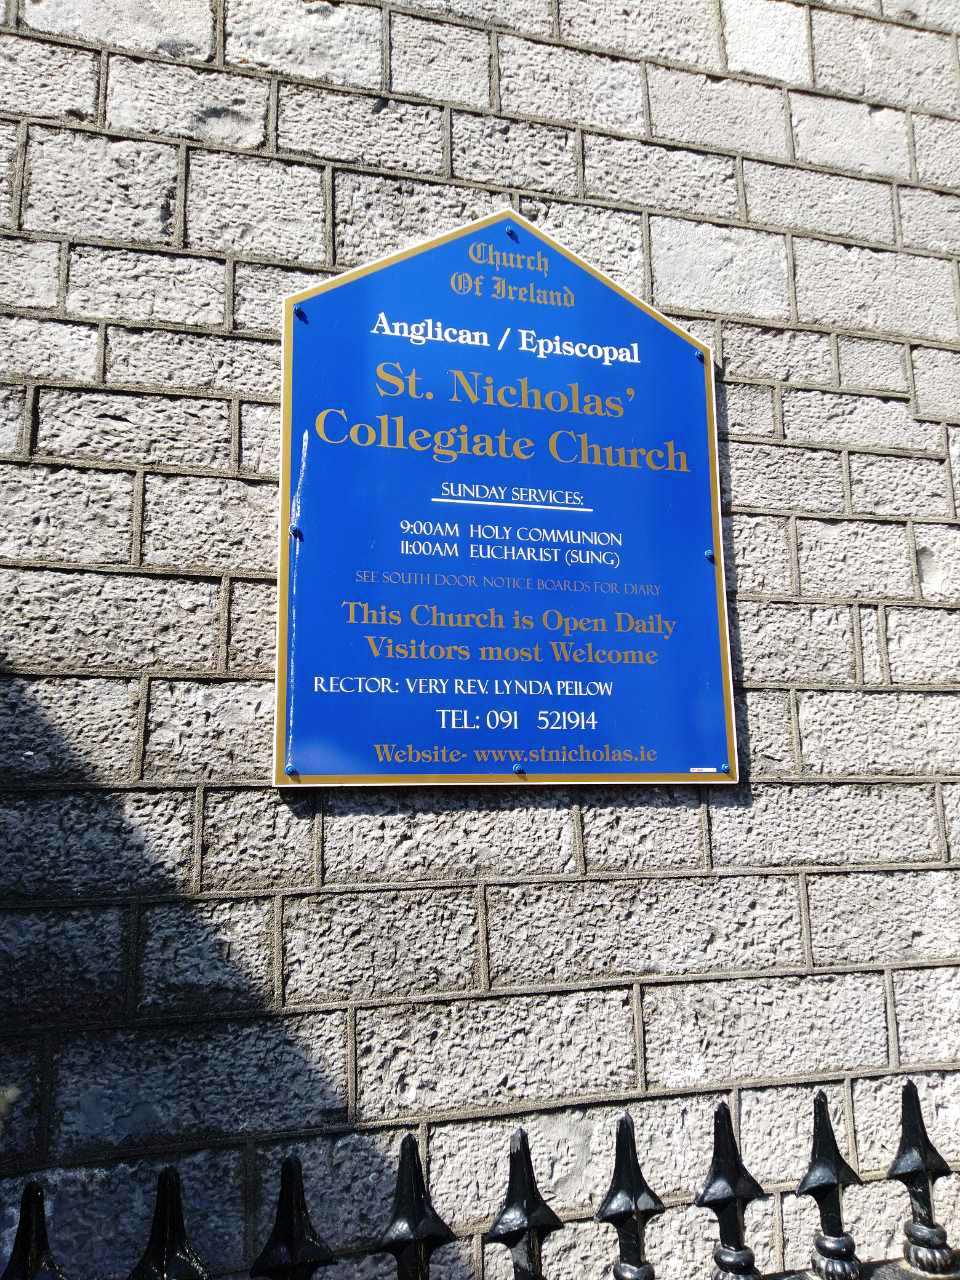 Church
Of Ireland
Anglican / Episcopal
St. Nicholas'
Collegiate Church
SUNDAY SERVICES:
9:00AM HOLY COMMUNION
11:00AM EUCHARIST (SUNG)
SEE SOUTH DOOR NOTICE BOARDS FOR DIARY
This Church is Open Daily
Visitors most Welcome
RECTOR: VERY REV. LYNDA PEILOW
TEL: 091 521914
Website- www.stnicholas.ie